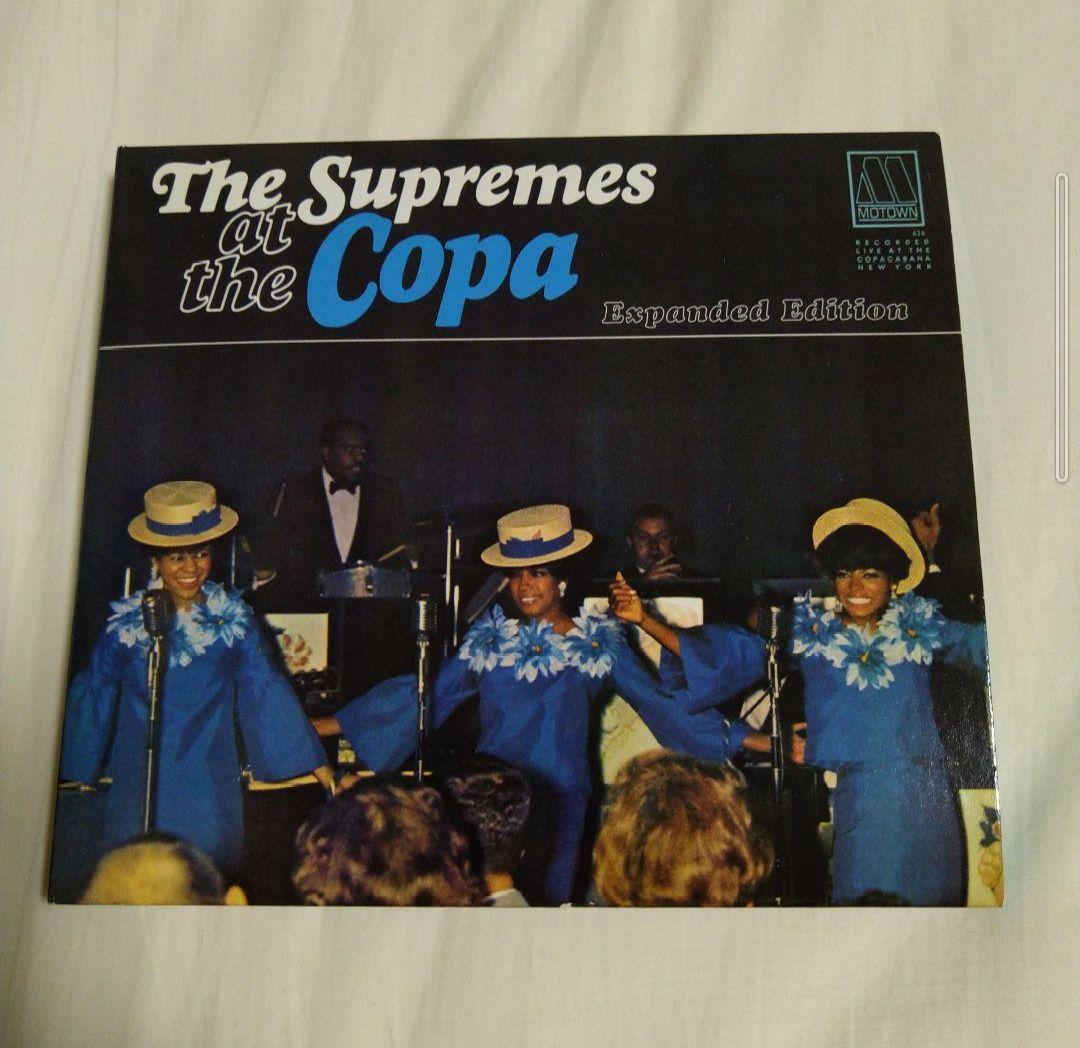 The Supremes
at
the Copa
Expanded Edition
MOTOWN
636
RECORDED
LIVE AT THE
COPACABANA
NEW YORK